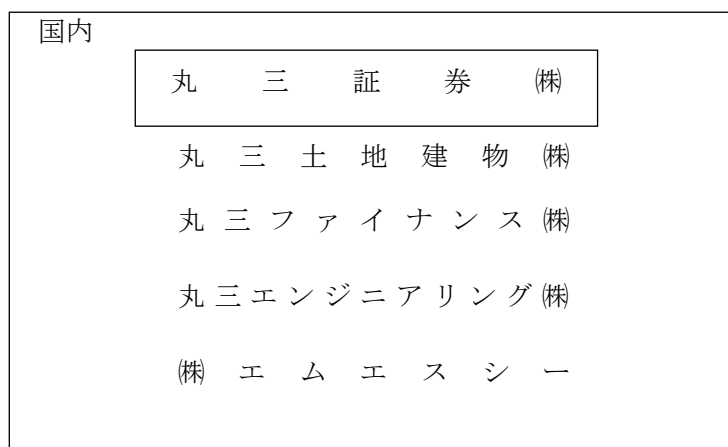 国内
丸三証券㈱
丸三土地建物㈱
丸三ファイナンス㈱
丸三エンジニアリング㈱
㈱エムエスシー